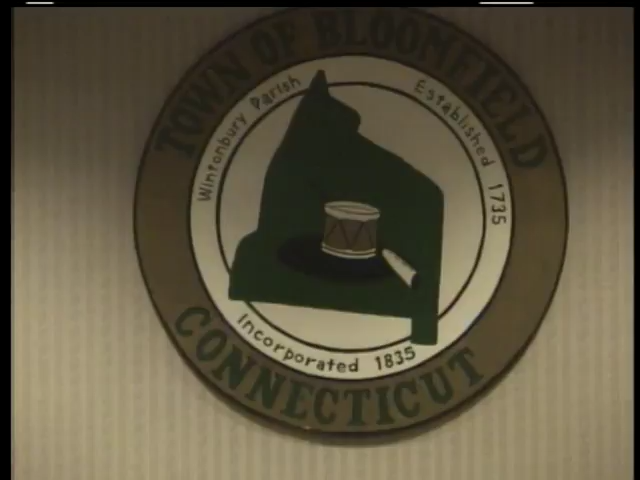 TOWN OF BLOOMFIELD
Wintonbury Parish
Established 1735
Incorporated 1835
CONNECTICUT